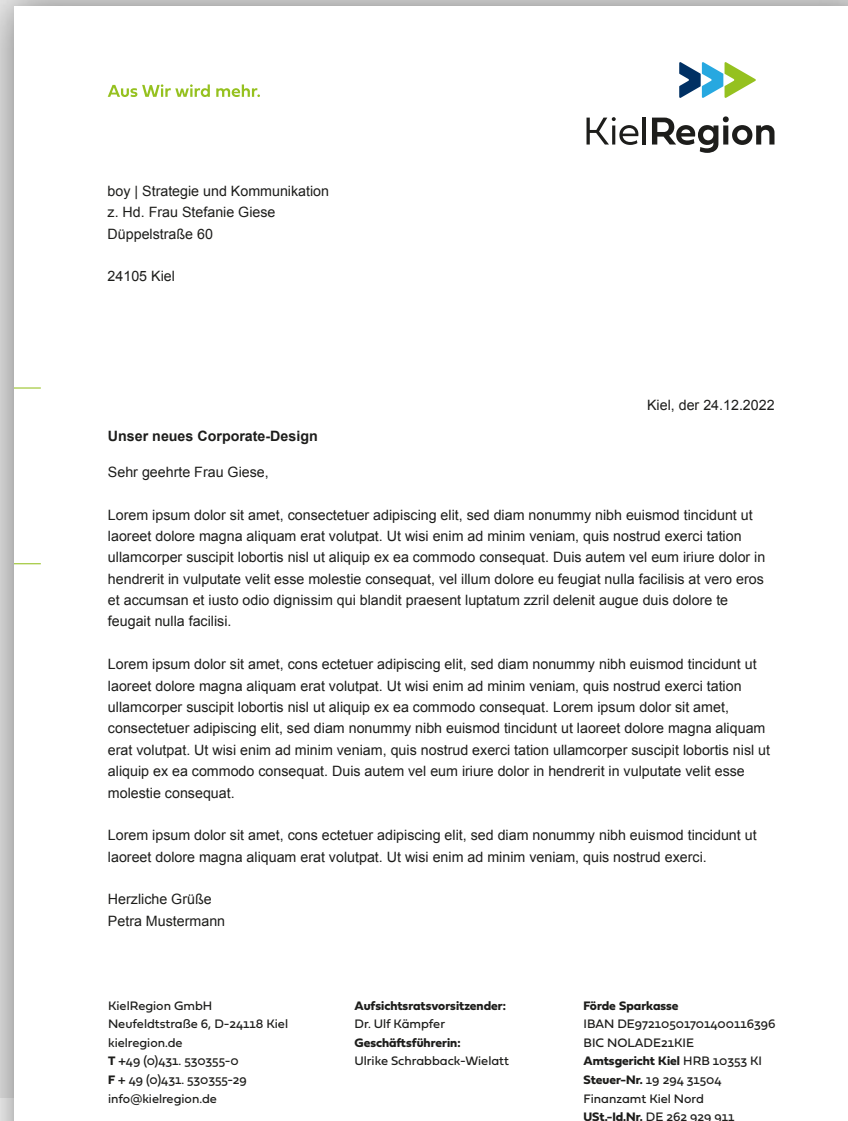 Aus Wir wird mehr.
KielRegion
boy | Strategie und Kommunikation
z. Hd. Frau Stefanie Giese
Düppelstraße 60
24105 Kiel
Kiel, der 24.12.2022
Unser neues Corporate-Design
Sehr geehrte Frau Giese,
Lorem ipsum dolor sit amet, consectetuer adipiscing elit, sed diam nonummy nibh euismod tincidunt ut
laoreet dolore magna aliquam erat volutpat. Ut wisi enim ad minim veniam, quis nostrud exerci tation
ullamcorper suscipit lobortis nisl ut aliquip ex ea commodo consequat. Duis autem vel eum iriure dolor in
hendrerit in vulputate velit esse molestie consequat, vel illum dolore eu feugiat nulla facilisis at vero eros
et accumsan et iusto odio dignissim qui blandit praesent luptatum zzril delenit augue duis dolore te
feugait nulla facilisi.
Lorem ipsum dolor sit amet, cons ectetuer adipiscing elit, sed diam nonummy nibh euismod tincidunt ut
laoreet dolore magna aliquam erat volutpat. Ut wisi enim ad minim veniam, quis nostrud exerci tation
ullamcorper suscipit lobortis nisl ut aliquip ex ea commodo consequat. Lorem ipsum dolor sit amet,
consectetuer adipiscing elit, sed diam nonummy nibh euismod tincidunt ut laoreet dolore magna aliquam
erat volutpat. Ut wisi enim ad minim veniam, quis nostrud exerci tation ullamcorper suscipit lobortis nisl ut
aliquip ex ea commodo consequat. Duis autem vel eum iriure dolor in hendrerit in vulputate velit esse
molestie consequat.
Lorem ipsum dolor sit amet, cons ectetuer adipiscing elit, sed diam nonummy nibh euismod tincidunt ut
laoreet dolore magna aliquam erat volutpat. Ut wisi enim ad minim veniam, quis nostrud exerci.
Herzliche Grüße
Petra Mustermann
KielRegion GmbH
Neufeldtstraße 6, D-24118 Kiel
kielregion.de
T +49 (0)431. 530355-0
F + 49 (0)431. 530355-29
info@kielregion.de
Aufsichtsratsvorsitzender:
Dr. Ulf Kämpfer
Geschäftsführerin:
Ulrike Schrabback-Wielatt
Förde Sparkasse
IBAN DE97210501701400116396
BIC NOLADE21KIE
Amtsgericht Kiel HRB 10353 KI
Steuer-Nr. 19 294 31504
Finanzamt Kiel Nord
USt.-Id.Nr. DE 262 929 911